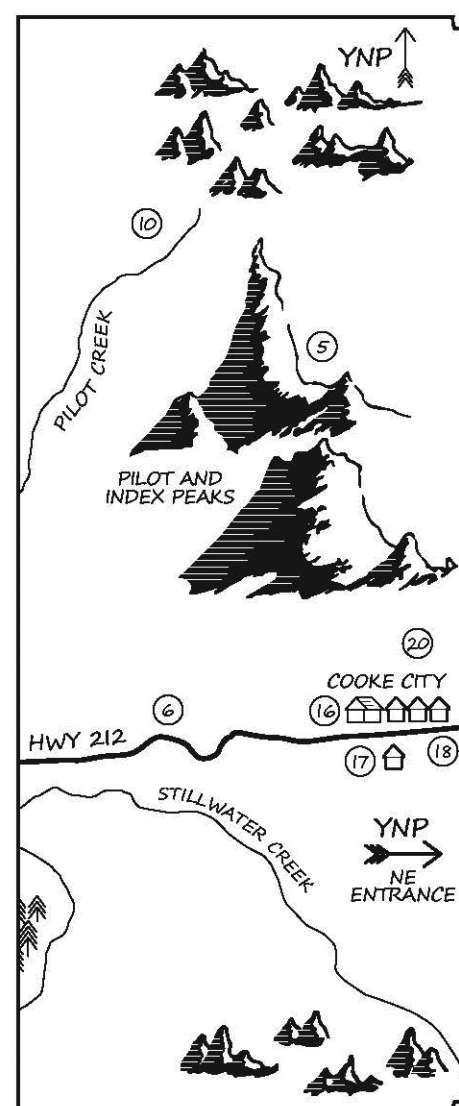 YNP
10
PILOT CREEK
5
PILOT AND
INDEX PEAKS
20
COOKE CITY
16
6
HWY 212
17
18
STILLWATER CREEK
YNP
NE
ENTRANCE